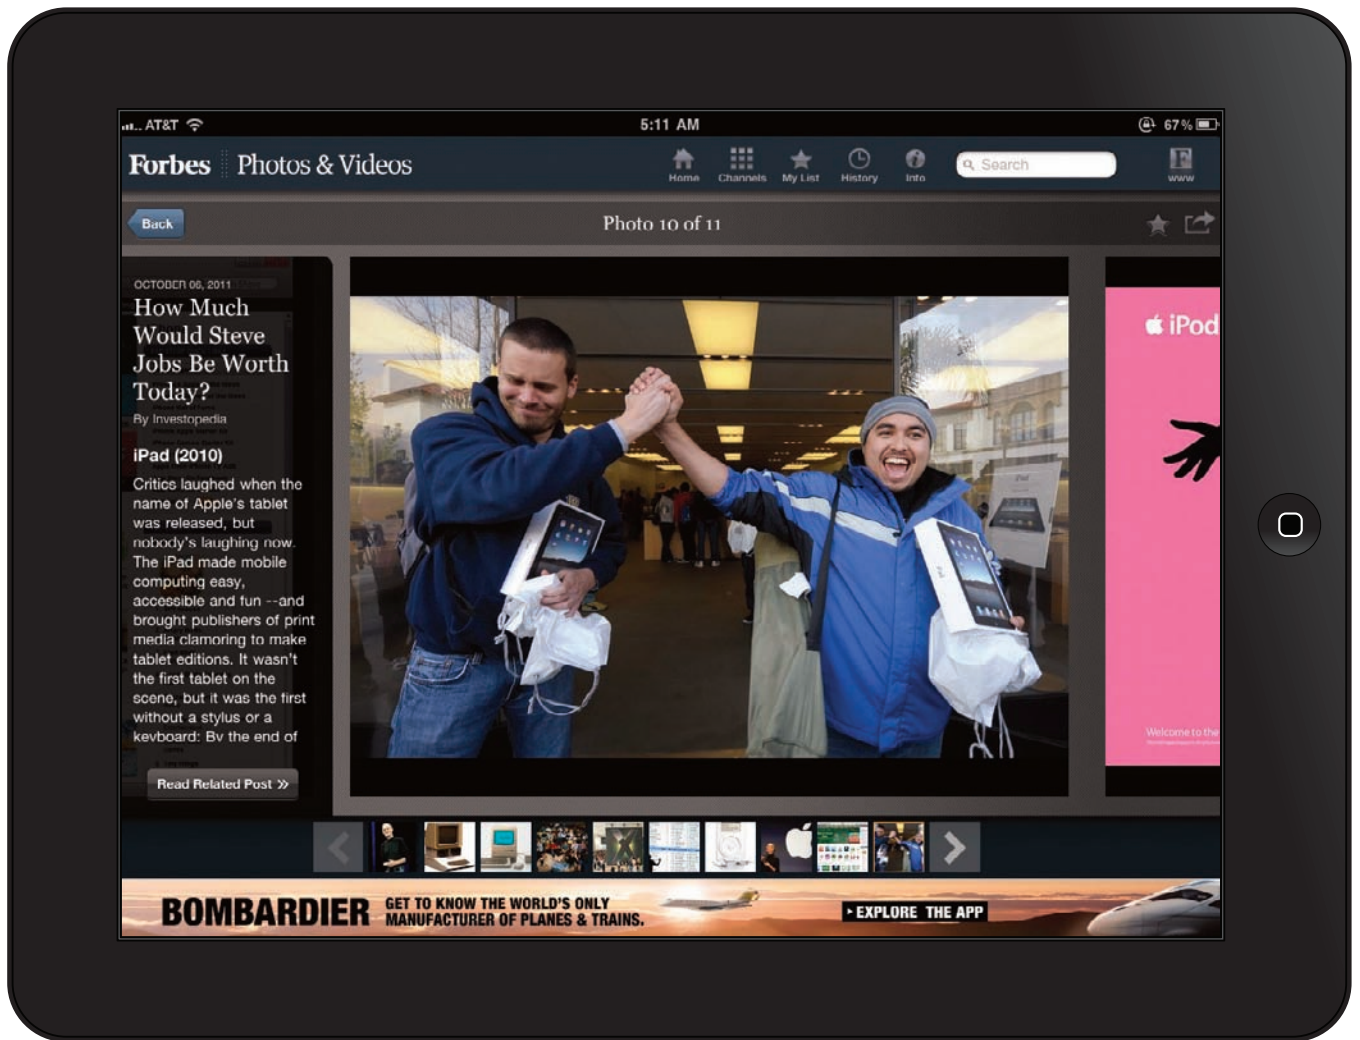 AT&T
5:11 AM
67%
Forbes
Photos & Videos
Home
Channels
My List
History
Info
Search
F
www
Back
Photo 10 of 11
OCTOBER 06, 2011
How Much
Would Steve
Jobs Be Worth
Today?
By Investopedia
iPad (2010)
Critics laughed when the
name of Apple's tablet
was released, but
nobody's laughing now.
The iPad made mobile
computing easy,
accessible and fun --and
brought publishers of print
media clamoring to make
tablet editions. It wasn't
the first tablet on the
scene, but it was the first
without a stylus or a
keyboard: By the end of
Read Related Post »
iPad
iPad
iPod
Welcome to the
BOMBARDIER
GET TO KNOW THE WORLD'S ONLY
MANUFACTURER OF PLANES & TRAINS.
EXPLORE THE APP